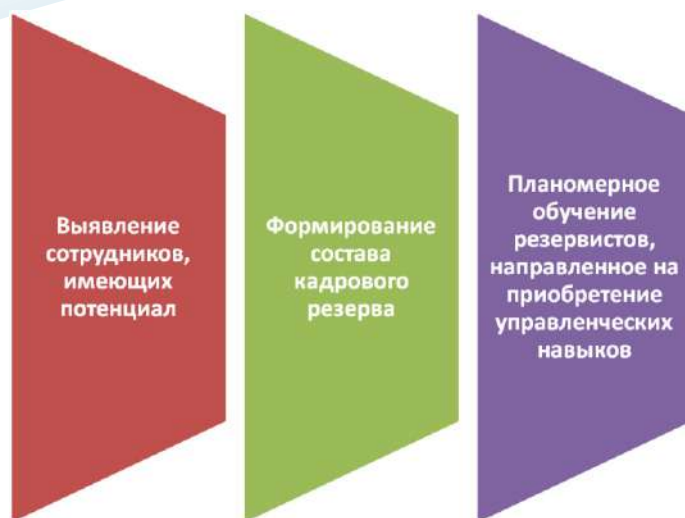 Выявление
сотрудников,
имеющих
потенциал
Формирование
состава
кадрового
резерва
Планомерное
обучение
резервистов,
направленное на
приобретение
управленческих
навыков